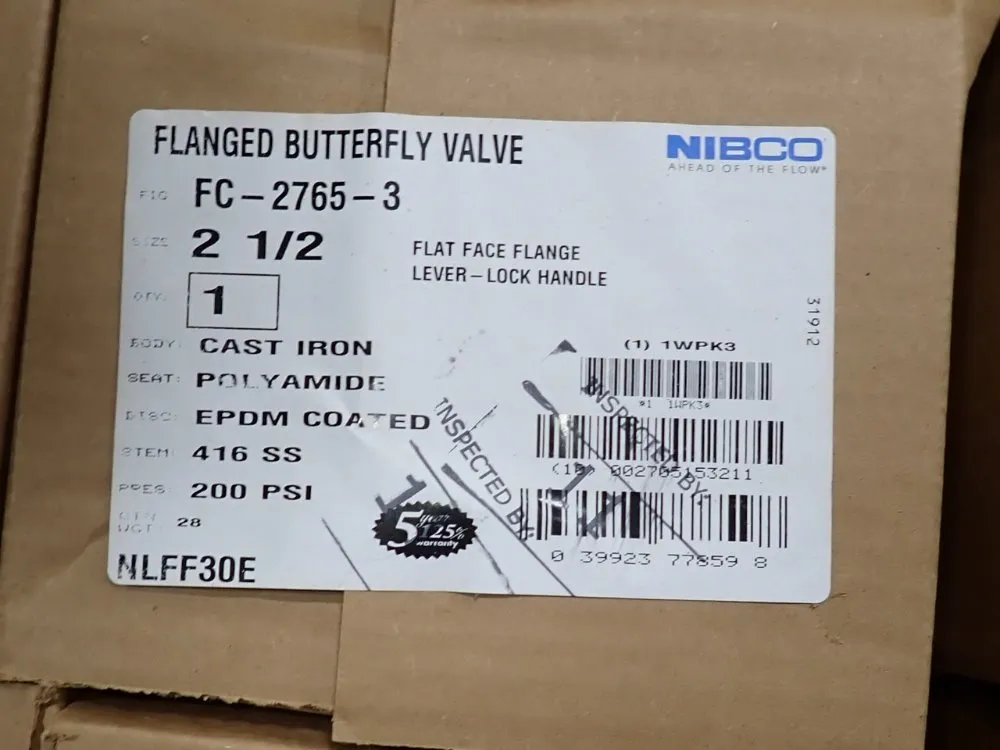 FLANGED BUTTERFLY VALVE
NIBCO
AHEAD OF THE FLOW®
FIG FC-2765-3
SIZE 2 1/2
FLAT FACE FLANGE
LEVER-LOCK HANDLE
QTY. 1
31912
BODY: CAST IRON
(1) 1WPK3
SEAT: POLYAMIDE
*1 1WPK3*
DISC: EPDM COATED
INSPECTED BY
INSPECTED BY
STEM 416 SS
002705153211
PRES 200 PSI
5 year 125% warranty
WGT 28
0 39923 77859 8
NLFF30E